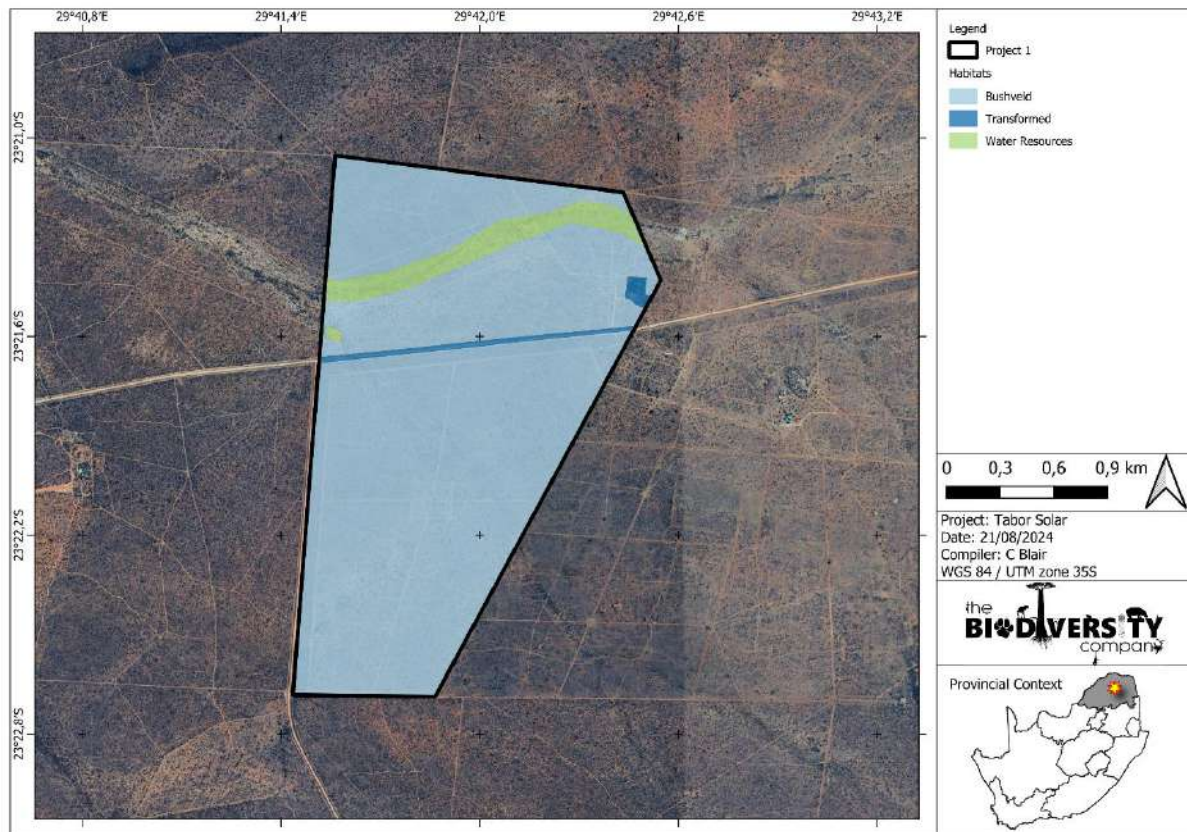 29°40,8'E 29°41,4'E 29°42,0'E 29°42,6'E 29°43,2'E
23°21,0'S
23°21,6'S
23°22,2'S
23°22,8'S
Legend
Project 1
Habitats
Bushveld
Transformed
Water Resources
0 0,3 0,6 0,9 km
Project: Tabor Solar
Date: 21/08/2024
Compiler: C Blair
WGS 84 / UTM zone 35S
the
BIODIVERSITY
company
Provincial Context